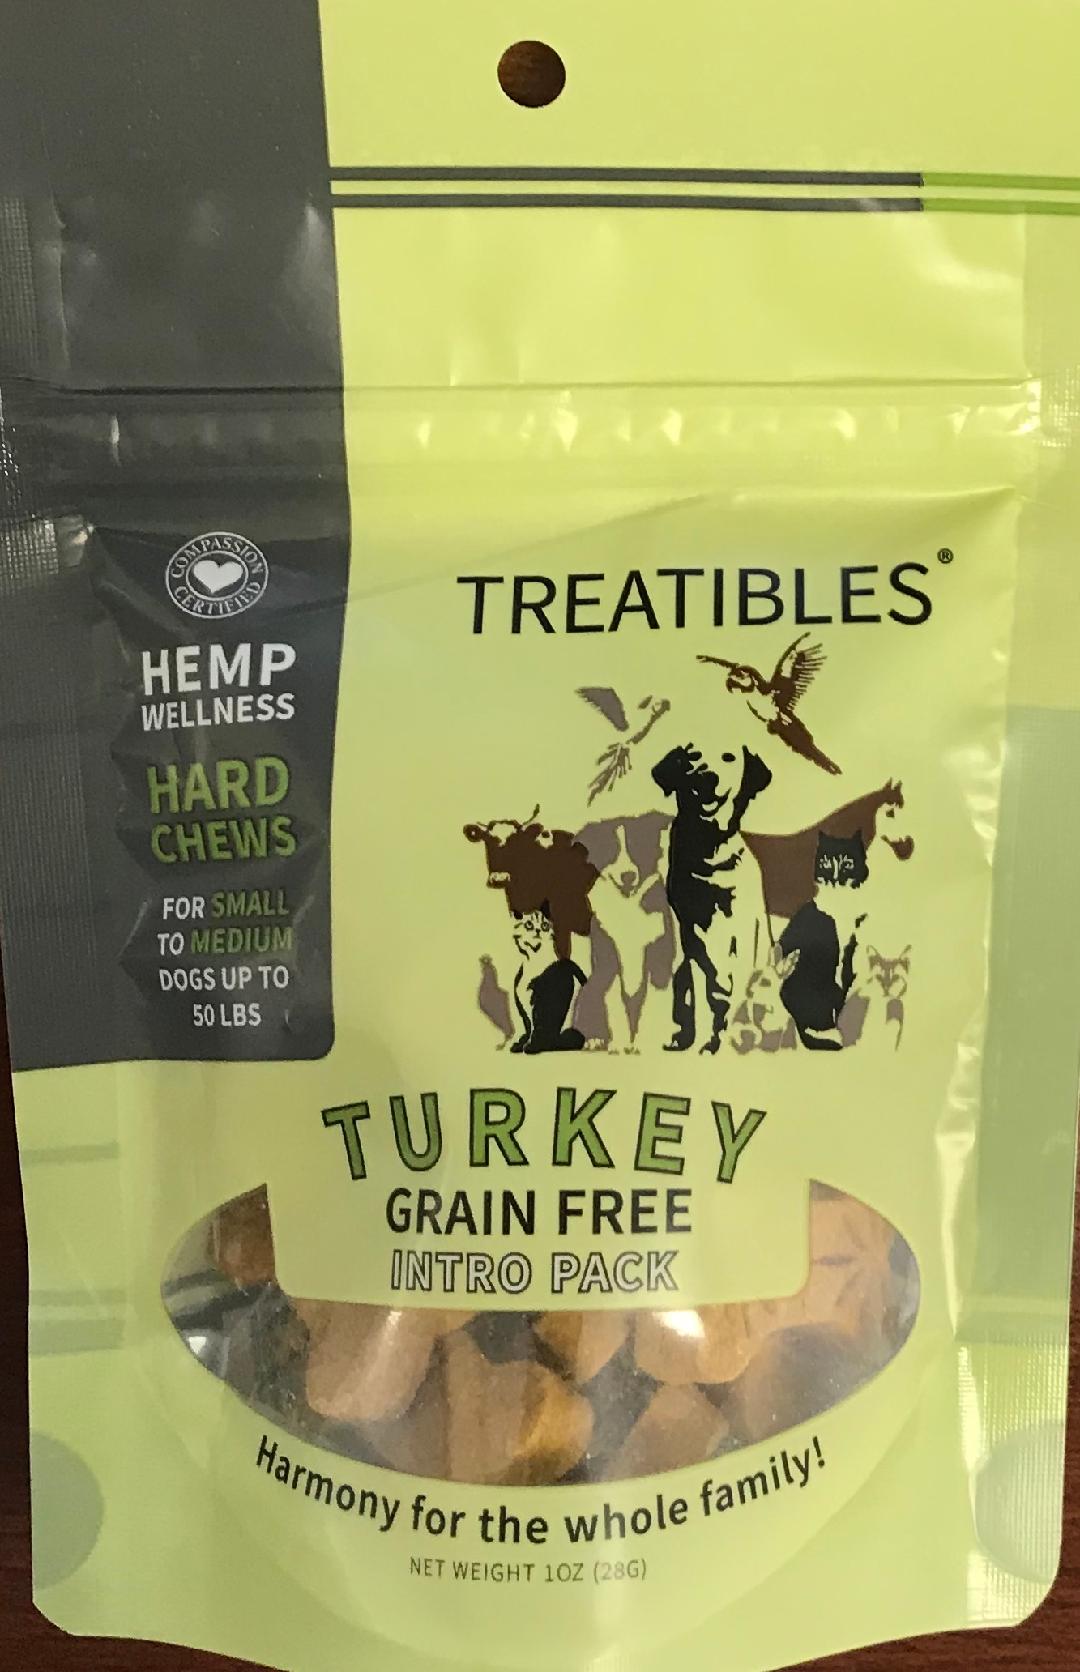 COMPASSION
CERTIFIED
HEMP
WELLNESS
HARD
CHEWS
FOR SMALL
TO MEDIUM
DOGS UP TO
50 LBS
TREATIBLES®
TURKEY
GRAIN FREE
INTRO PACK
Harmony for the whole family!
NET WEIGHT 1OZ (28G)